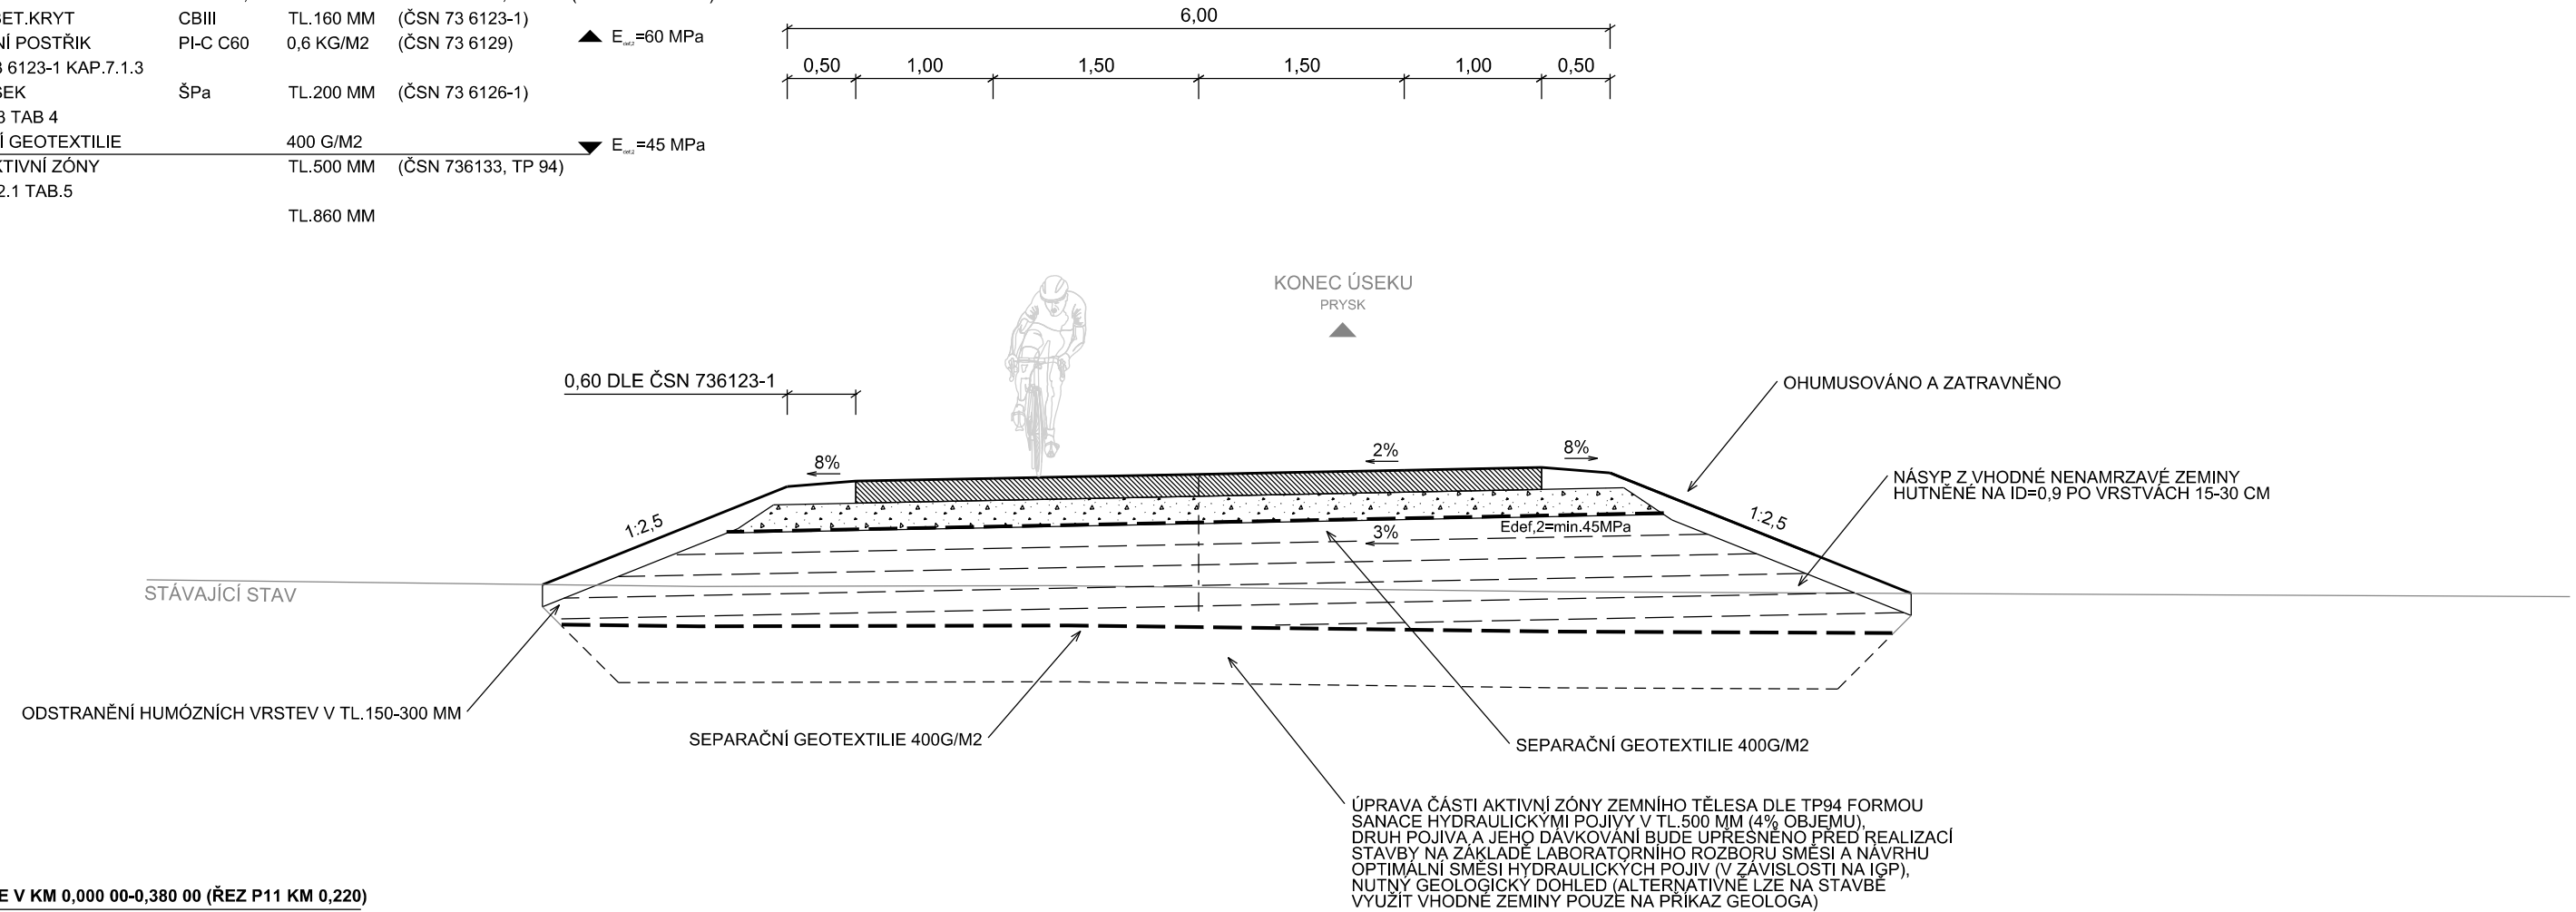 BET.KRYT CBIII TL.160 MM (ČSN 73 6123-1)
NÍ POSTŘIK PI-C C60 0,6 KG/M2 (ČSN 73 6129)
6123-1 KAP.7.1.3
SEK ŠPa TL.200 MM (ČSN 73 6126-1)
3 TAB 4
Í GEOTEXTILIE 400 G/M2
KTIVNÍ ZÓNY TL.500 MM (ČSN 736133, TP 94)
2.1 TAB.5
TL.860 MM
Edef,2=60 MPa
Edef,2=45 MPa
6,00
0,50 1,00 1,50 1,50 1,00 0,50
KONEC ÚSEKU
PRYSK
0,60 DLE ČSN 736123-1
OHUMUSOVÁNO A ZATRAVNĚNO
8% 2% 8%
NÁSYP Z VHODNÉ NENAMRZAVÉ ZEMINY
HUTNĚNÉ NA ID=0,9 PO VRSTVÁCH 15-30 CM
1:2,5 1:2,5
Edef,2=min.45MPa
3%
STÁVAJÍCÍ STAV
ODSTRANĚNÍ HUMÓZNÍCH VRSTEV V TL.150-300 MM
SEPARAČNÍ GEOTEXTILIE 400G/M2
SEPARAČNÍ GEOTEXTILIE 400G/M2
ÚPRAVA ČÁSTI AKTIVNÍ ZÓNY ZEMNÍHO TĚLESA DLE TP94 FORMOU
SANACE HYDRAULICKÝMI POJIVY V TL.500 MM (4% OBJEMU),
DRUH POJIVA A JEHO DÁVKOVÁNÍ BUDE UPŘESNĚNO PŘED REALIZACÍ
STAVBY NA ZÁKLADĚ LABORATORNÍHO ROZBORU SMĚSI A NÁVRHU
OPTIMÁLNÍ SMĚSI HYDRAULICKÝCH POJIV (V ZÁVISLOSTI NA IGP),
NUTNÝ GEOLOGICKÝ DOHLED (ALTERNATIVNĚ LZE NA STAVBĚ
VYUŽÍT VHODNÉ ZEMINY POUZE NA PŘÍKAZ GEOLOGA)
E V KM 0,000 00-0,380 00 (ŘEZ P11 KM 0,220)